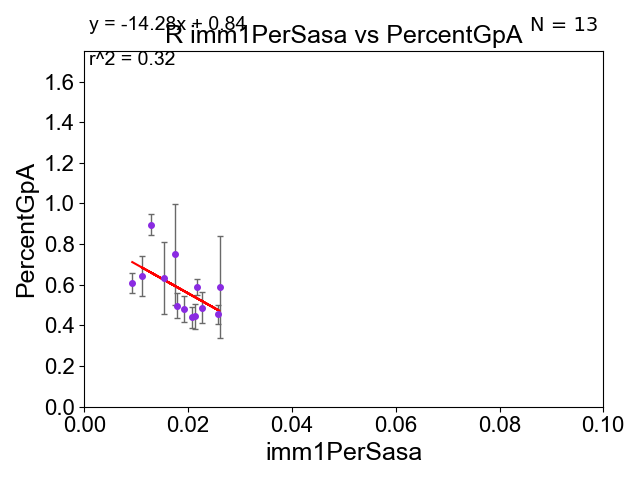 y = -14.28x + 0.84
N = 13
R imm1PerSasa vs PercentGpA
r^2 = 0.32
1.6
1.4
1.2
1.0
0.8
0.6
0.4
0.2
0.0
PercentGpA
0.00 0.02 0.04 0.06 0.08 0.10
imm1PerSasa